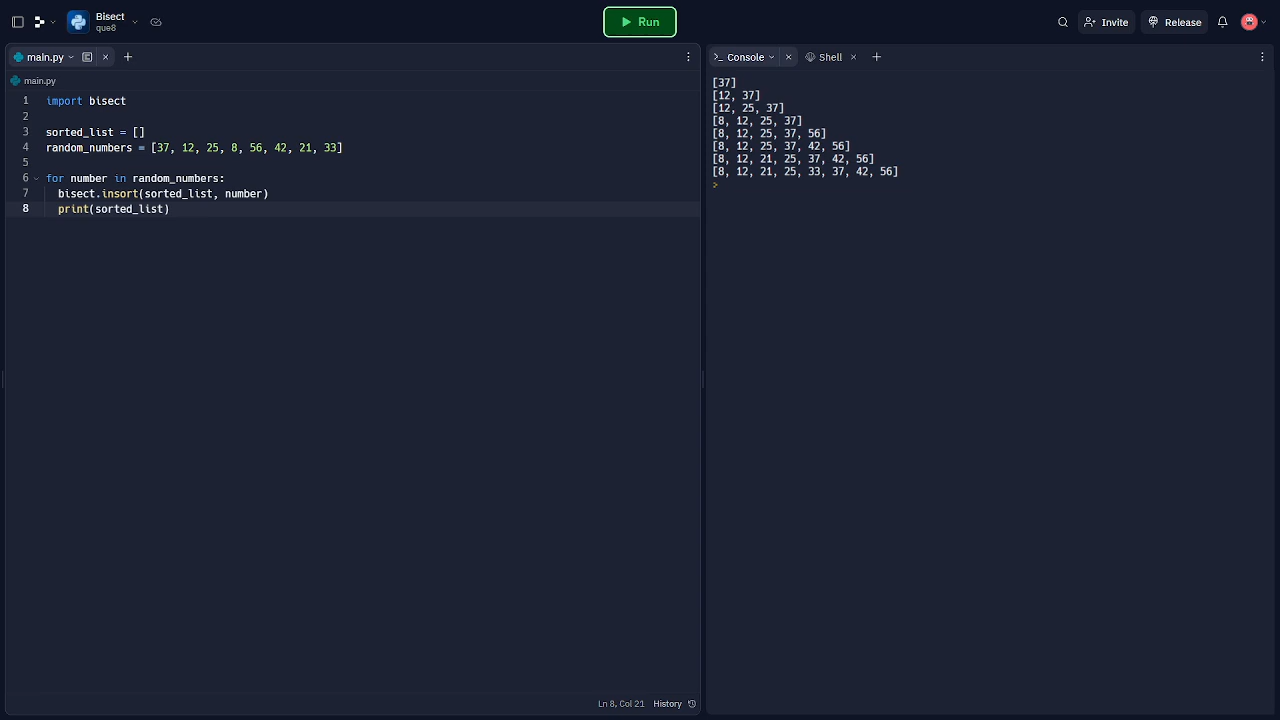 Bisect
que8
Run
Invite
Release
main.py
main.py
1 import bisect
2
3 sorted_list = []
4 random_numbers = [37, 12, 25, 8, 56, 42, 21, 33]
5
6 for number in random_numbers:
7 bisect.insort(sorted_list, number)
8 print(sorted_list)
Ln 8, Col 21 History
>_ Console
Shell
[37]
[12, 37]
[12, 25, 37]
[8, 12, 25, 37]
[8, 12, 25, 37, 56]
[8, 12, 25, 37, 42, 56]
[8, 12, 21, 25, 37, 42, 56]
[8, 12, 21, 25, 33, 37, 42, 56]
>